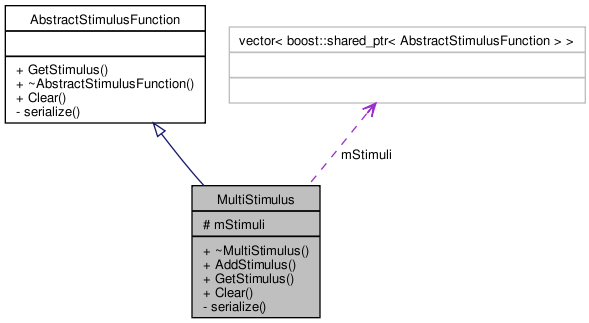 AbstractStimulusFunction
+ GetStimulus()
+ ~AbstractStimulusFunction()
+ Clear()
- serialize()
vector< boost::shared_ptr< AbstractStimulusFunction > >
mStimuli
MultiStimulus
# mStimuli
+ ~MultiStimulus()
+ AddStimulus()
+ GetStimulus()
+ Clear()
- serialize()